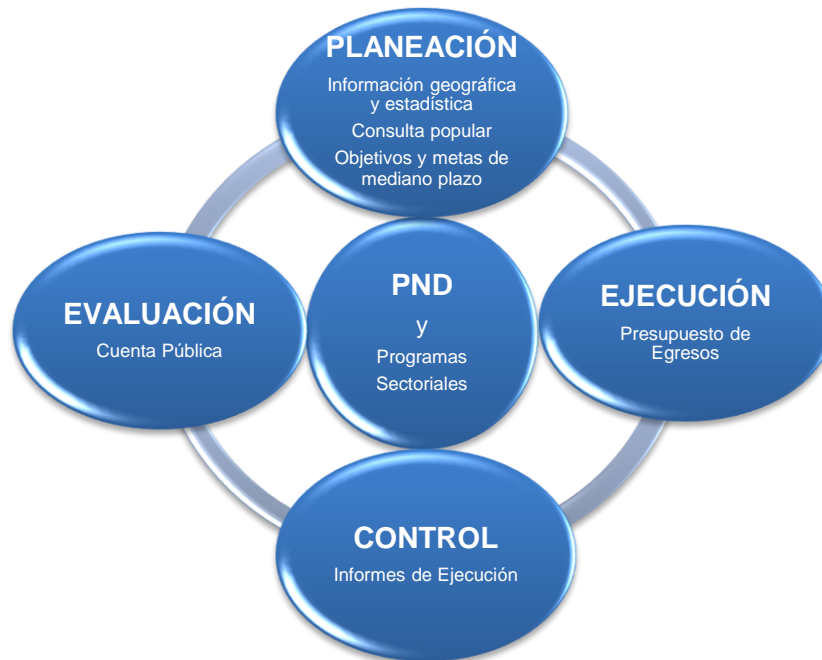 PLANEACIÓN
Información geográfica
y estadística
Consulta popular
Objetivos y metas de
mediano plazo
EVALUACIÓN
Cuenta Pública
PND
y
Programas
Sectoriales
EJECUCIÓN
Presupuesto de
Egresos
CONTROL
Informes de Ejecución